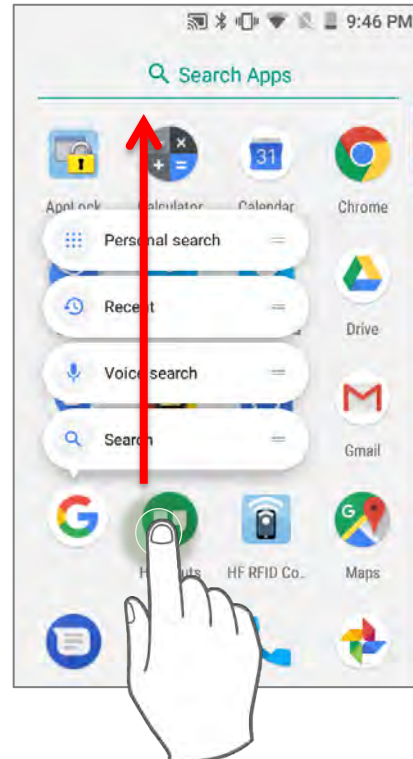 9:46 PM
Search Apps
31
AppLock
Calculator
Calendar
Chrome
Personal search
Recent
Drive
Voice search
Search
Gmail
G
HF RFID Co..
Maps